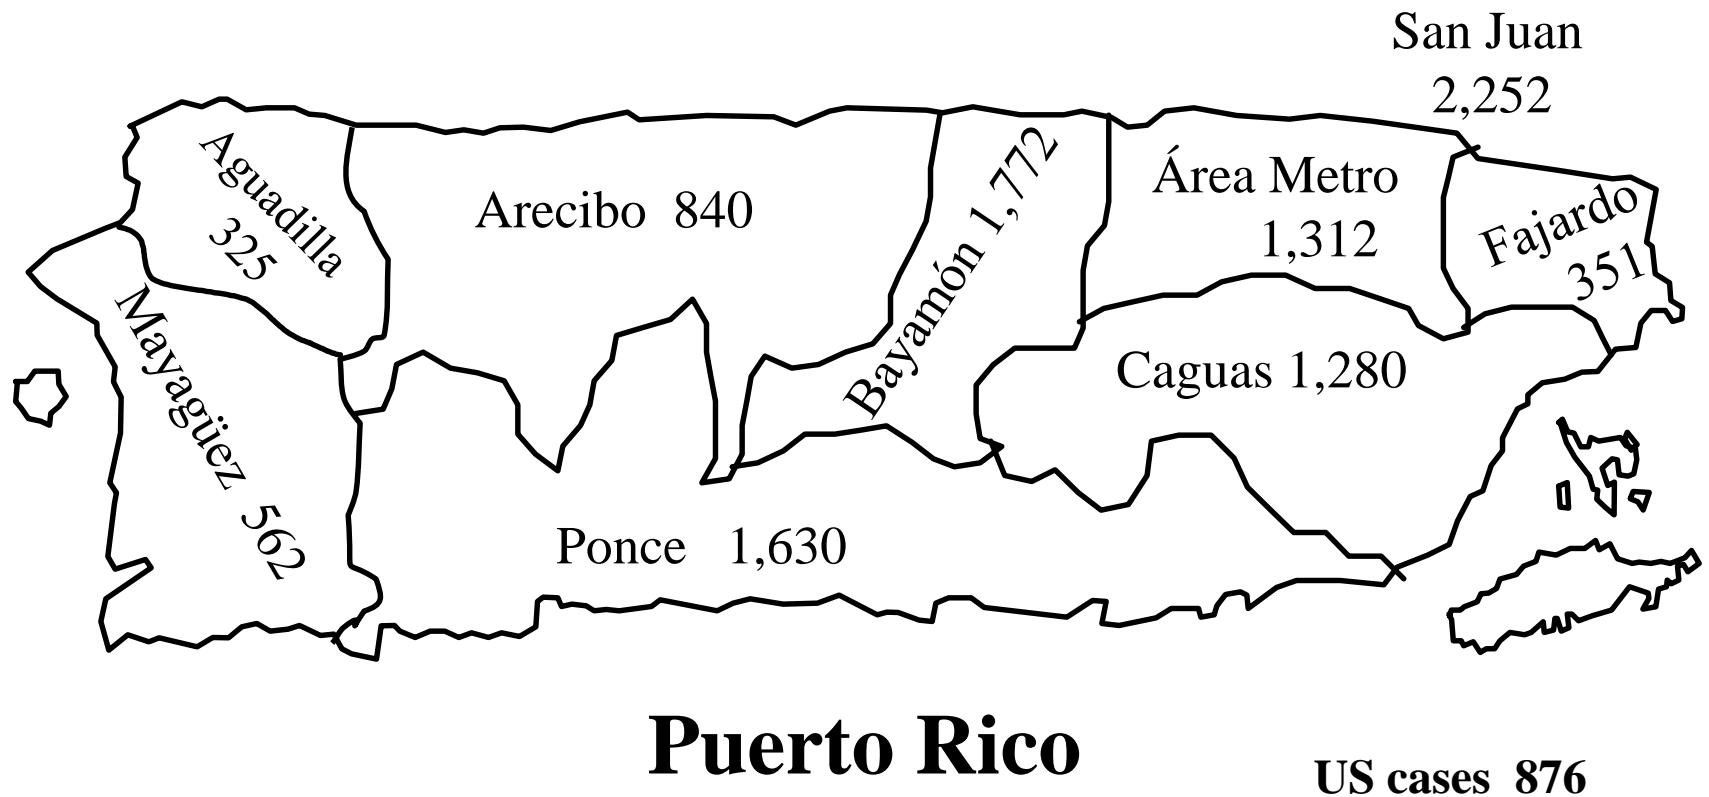 San Juan
2,252
Aguadilla
325
Arecibo 840
Bayamón 1,772
Área Metro
1,312
Fajardo
351
Mayagüez 562
Caguas 1,280
Ponce 1,630
Puerto Rico
US cases 876